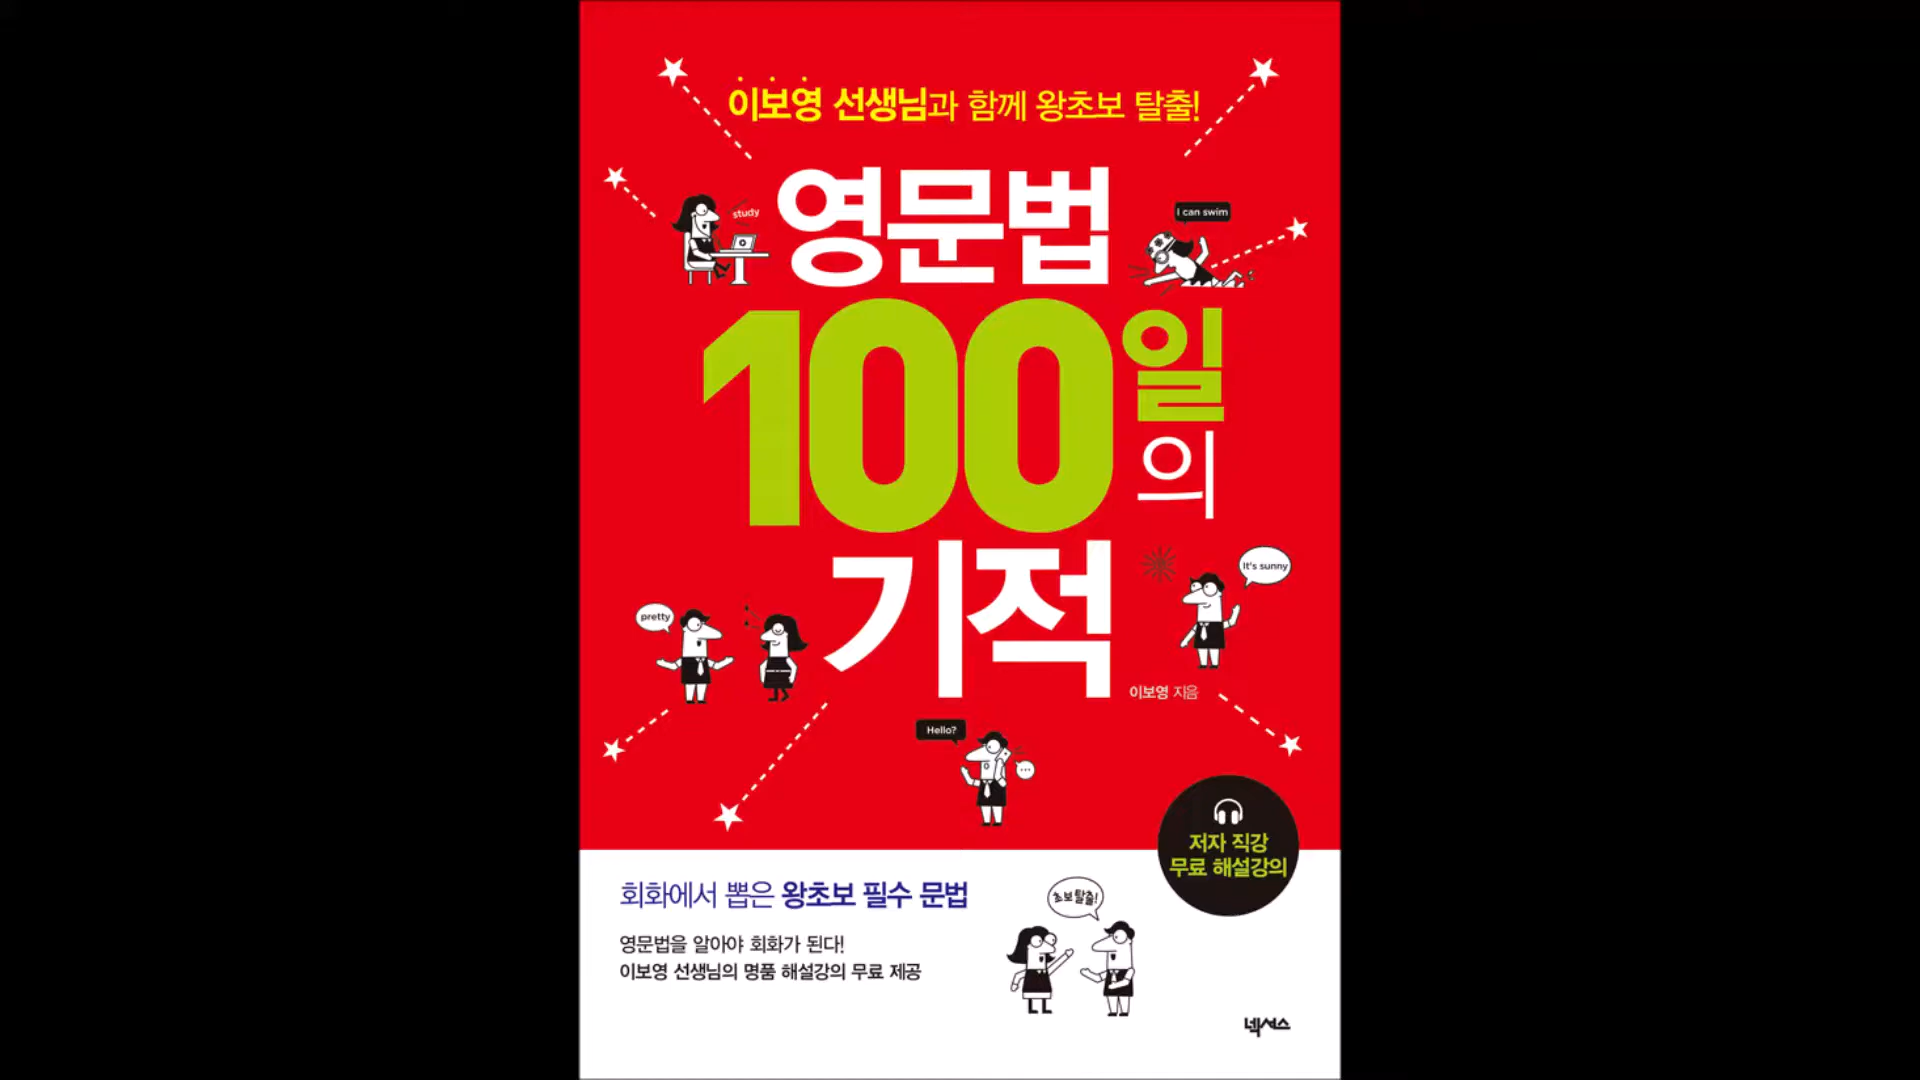 이보영 선생님과 함께 왕초보 탈출!
study
영문법
I can swim
100일
의
기적
It's sunny
pretty
이보영 지음
Hello?
...
저자 직강
무료 해설강의
회화에서 뽑은 왕초보 필수 문법
초보탈출!
영문법을 알아야 회화가 된다!
이보영 선생님의 명품 해설강의 무료 제공
넥서스